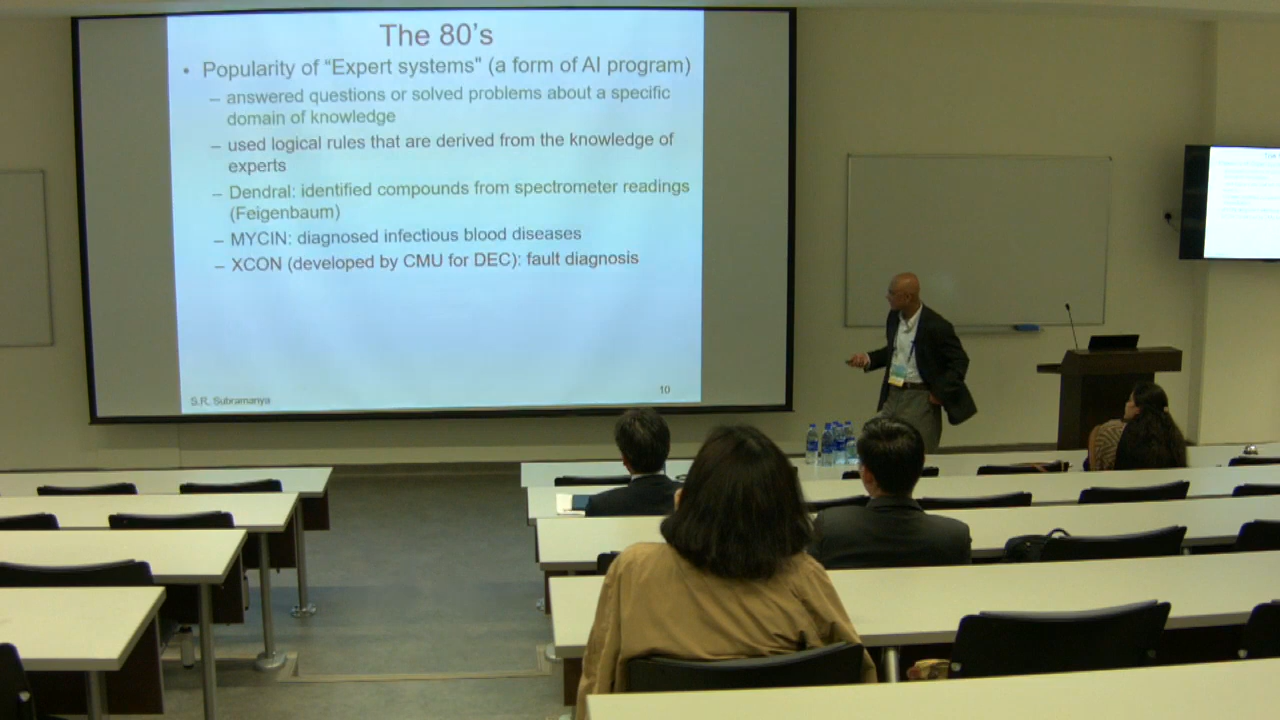 The 80's
• Popularity of “Expert systems" (a form of AI program)
– answered questions or solved problems about a specific
domain of knowledge
– used logical rules that are derived from the knowledge of
experts
– Dendral: identified compounds from spectrometer readings
(Feigenbaum)
– MYCIN: diagnosed infectious blood diseases
– XCON (developed by CMU for DEC): fault diagnosis
S.R. Subramanya
10